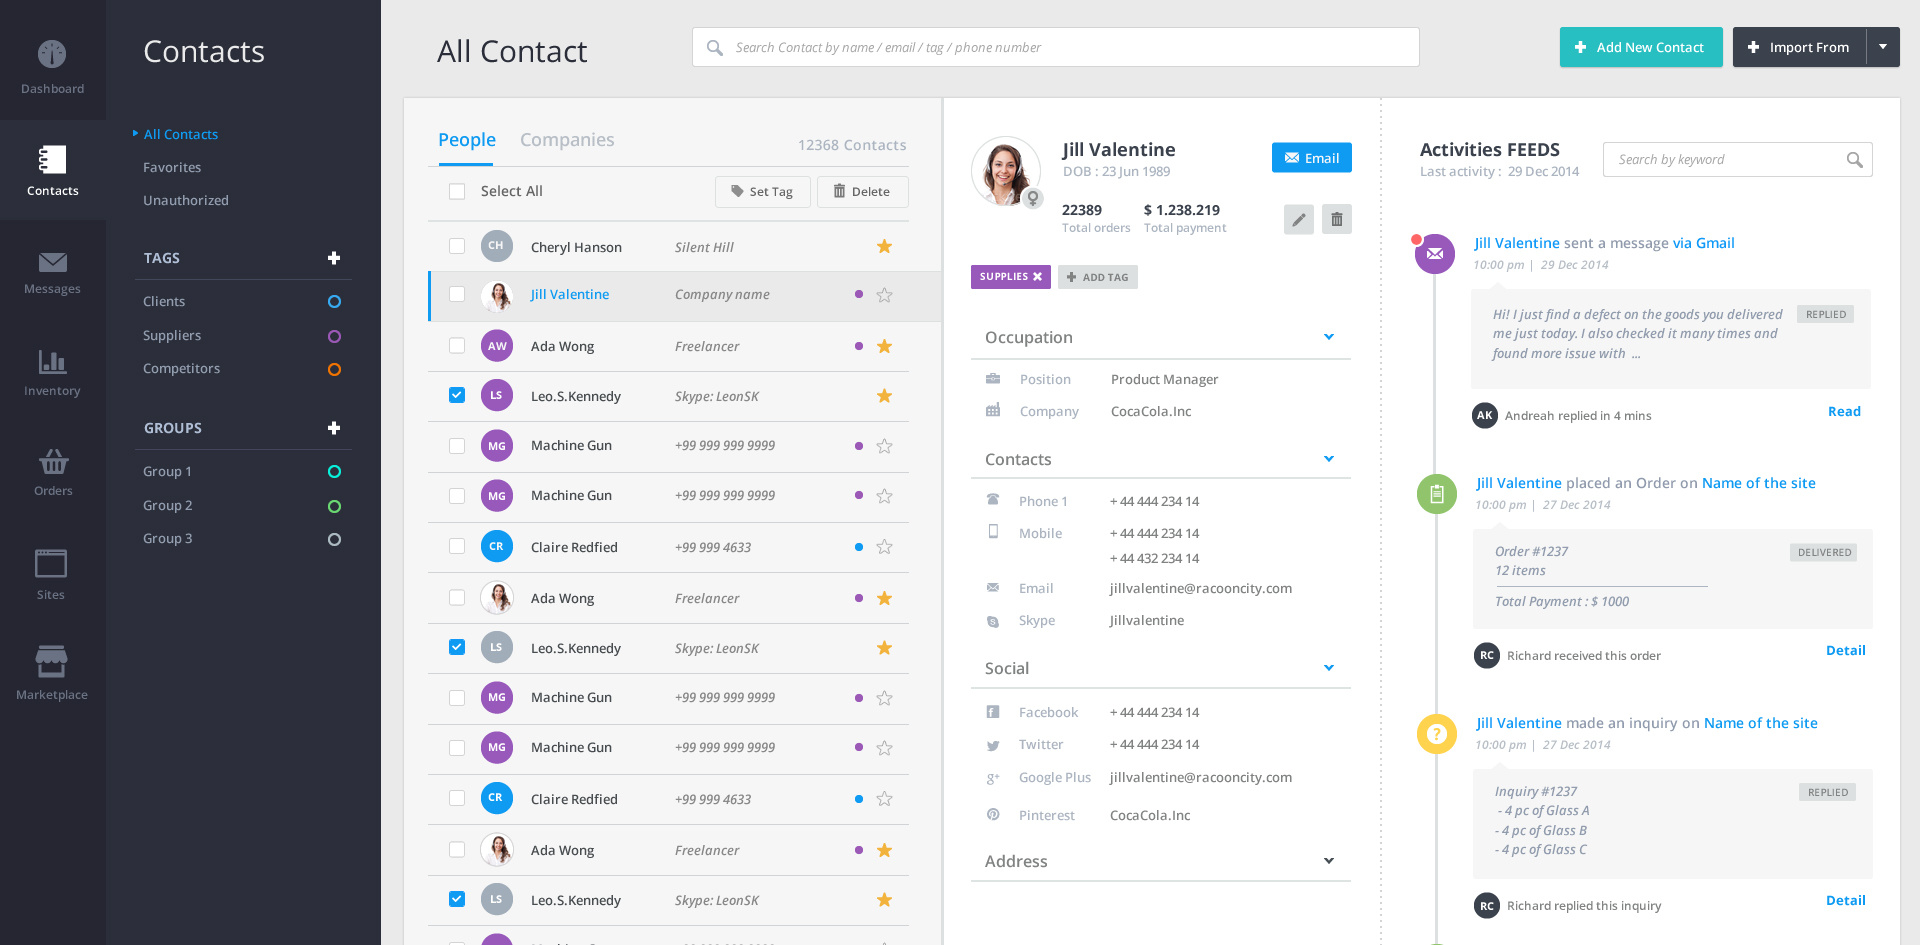 Dashboard
Contacts
Messages
Inventory
Orders
Sites
Marketplace
Contacts
All Contacts
Favorites
Unauthorized
TAGS
Clients
Suppliers
Competitors
GROUPS
Group 1
Group 2
Group 3
All Contact
Search Contact by name / email / tag / phone number
Add New Contact
Import From
People
Companies
12368 Contacts
Select All
Set Tag
Delete
CH Cheryl Hanson Silent Hill
Jill Valentine Company name
AW Ada Wong Freelancer
LS Leo.S.Kennedy Skype: LeonSK
MG Machine Gun +99 999 999 9999
MG Machine Gun +99 999 999 9999
CR Claire Redfied +99 999 4633
Ada Wong Freelancer
LS Leo.S.Kennedy Skype: LeonSK
MG Machine Gun +99 999 999 9999
MG Machine Gun +99 999 999 9999
CR Claire Redfied +99 999 4633
Ada Wong Freelancer
LS Leo.S.Kennedy Skype: LeonSK
Jill Valentine
DOB : 23 Jun 1989
Email
22389 $ 1.238.219
Total orders Total payment
SUPPLIES
ADD TAG
Occupation
Position Product Manager
Company CocaCola.Inc
Contacts
Phone 1 + 44 444 234 14
Mobile + 44 444 234 14
+ 44 432 234 14
Email jillvalentine@racooncity.com
Skype Jillvalentine
Social
Facebook + 44 444 234 14
Twitter + 44 444 234 14
g+ Google Plus jillvalentine@racooncity.com
Pinterest CocaCola.Inc
Address
Activities FEEDS
Last activity : 29 Dec 2014
Search by keyword
Jill Valentine sent a message via Gmail
10:00 pm | 29 Dec 2014
Hi! I just find a defect on the goods you delivered
me just today. I also checked it many times and
found more issue with ...
REPLIED
AK Andreah replied in 4 mins
Read
Jill Valentine placed an Order on Name of the site
10:00 pm | 27 Dec 2014
Order #1237
12 items
DELIVERED
Total Payment : $ 1000
RC Richard received this order
Detail
? Jill Valentine made an inquiry on Name of the site
10:00 pm | 27 Dec 2014
Inquiry #1237
- 4 pc of Glass A
- 4 pc of Glass B
- 4 pc of Glass C
REPLIED
RC Richard replied this inquiry
Detail